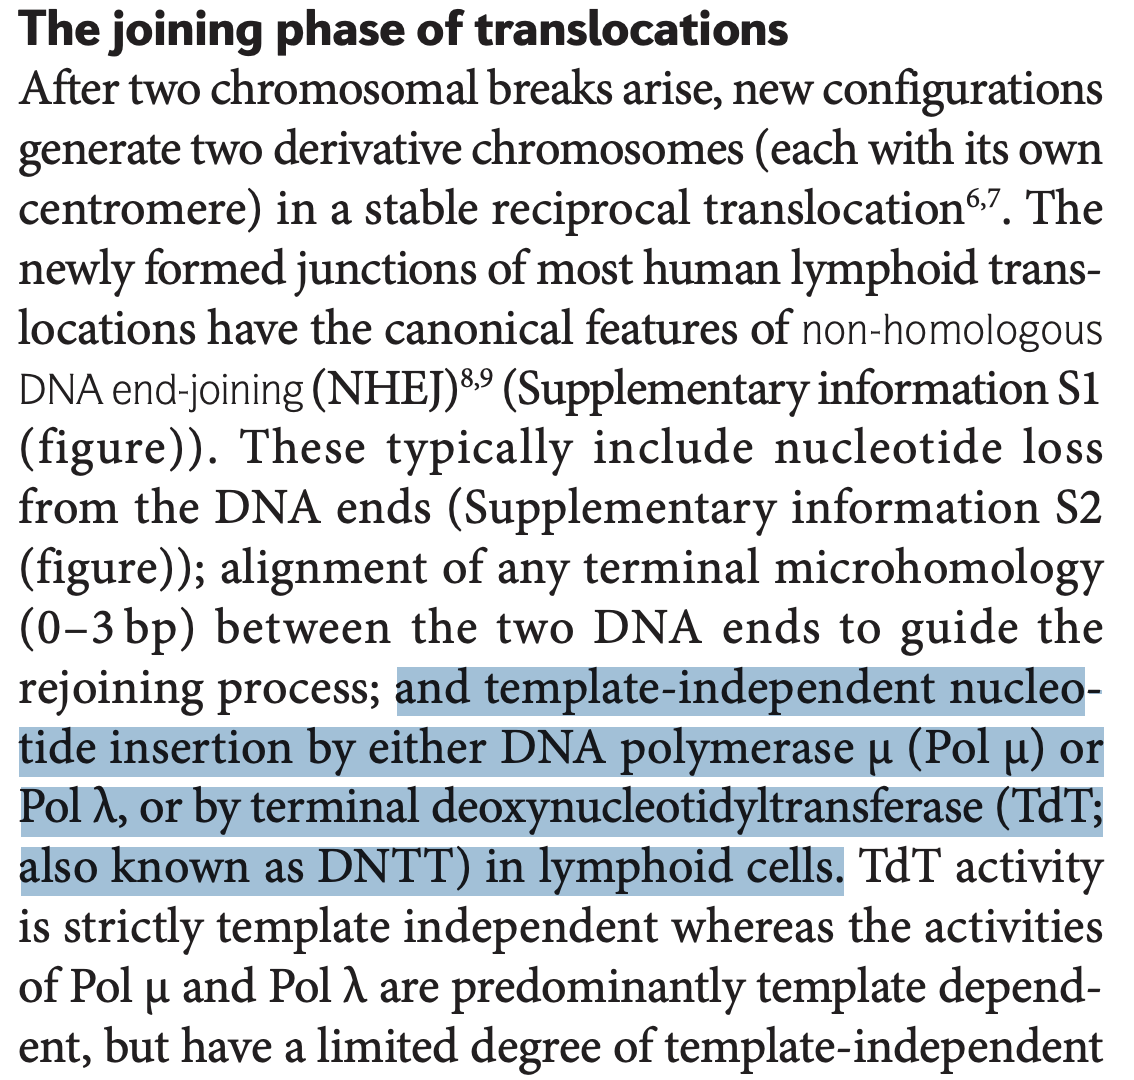 The joining phase of translocations
After two chromosomal breaks arise, new configurations
generate two derivative chromosomes (each with its own
centromere) in a stable reciprocal translocation6,7. The
newly formed junctions of most human lymphoid trans-
locations have the canonical features of non-homologous
DNA end-joining (NHEJ)8,9 (Supplementary information S1
(figure)). These typically include nucleotide loss
from the DNA ends (Supplementary information S2
(figure)); alignment of any terminal microhomology
(0–3 bp) between the two DNA ends to guide the
rejoining process; and template-independent nucleo-
tide insertion by either DNA polymerase μ (Pol μ) or
Pol λ, or by terminal deoxynucleotidyltransferase (TdT;
also known as DNTT) in lymphoid cells. TdT activity
is strictly template independent whereas the activities
of Pol μ and Pol λ are predominantly template depend-
ent, but have a limited degree of template-independent